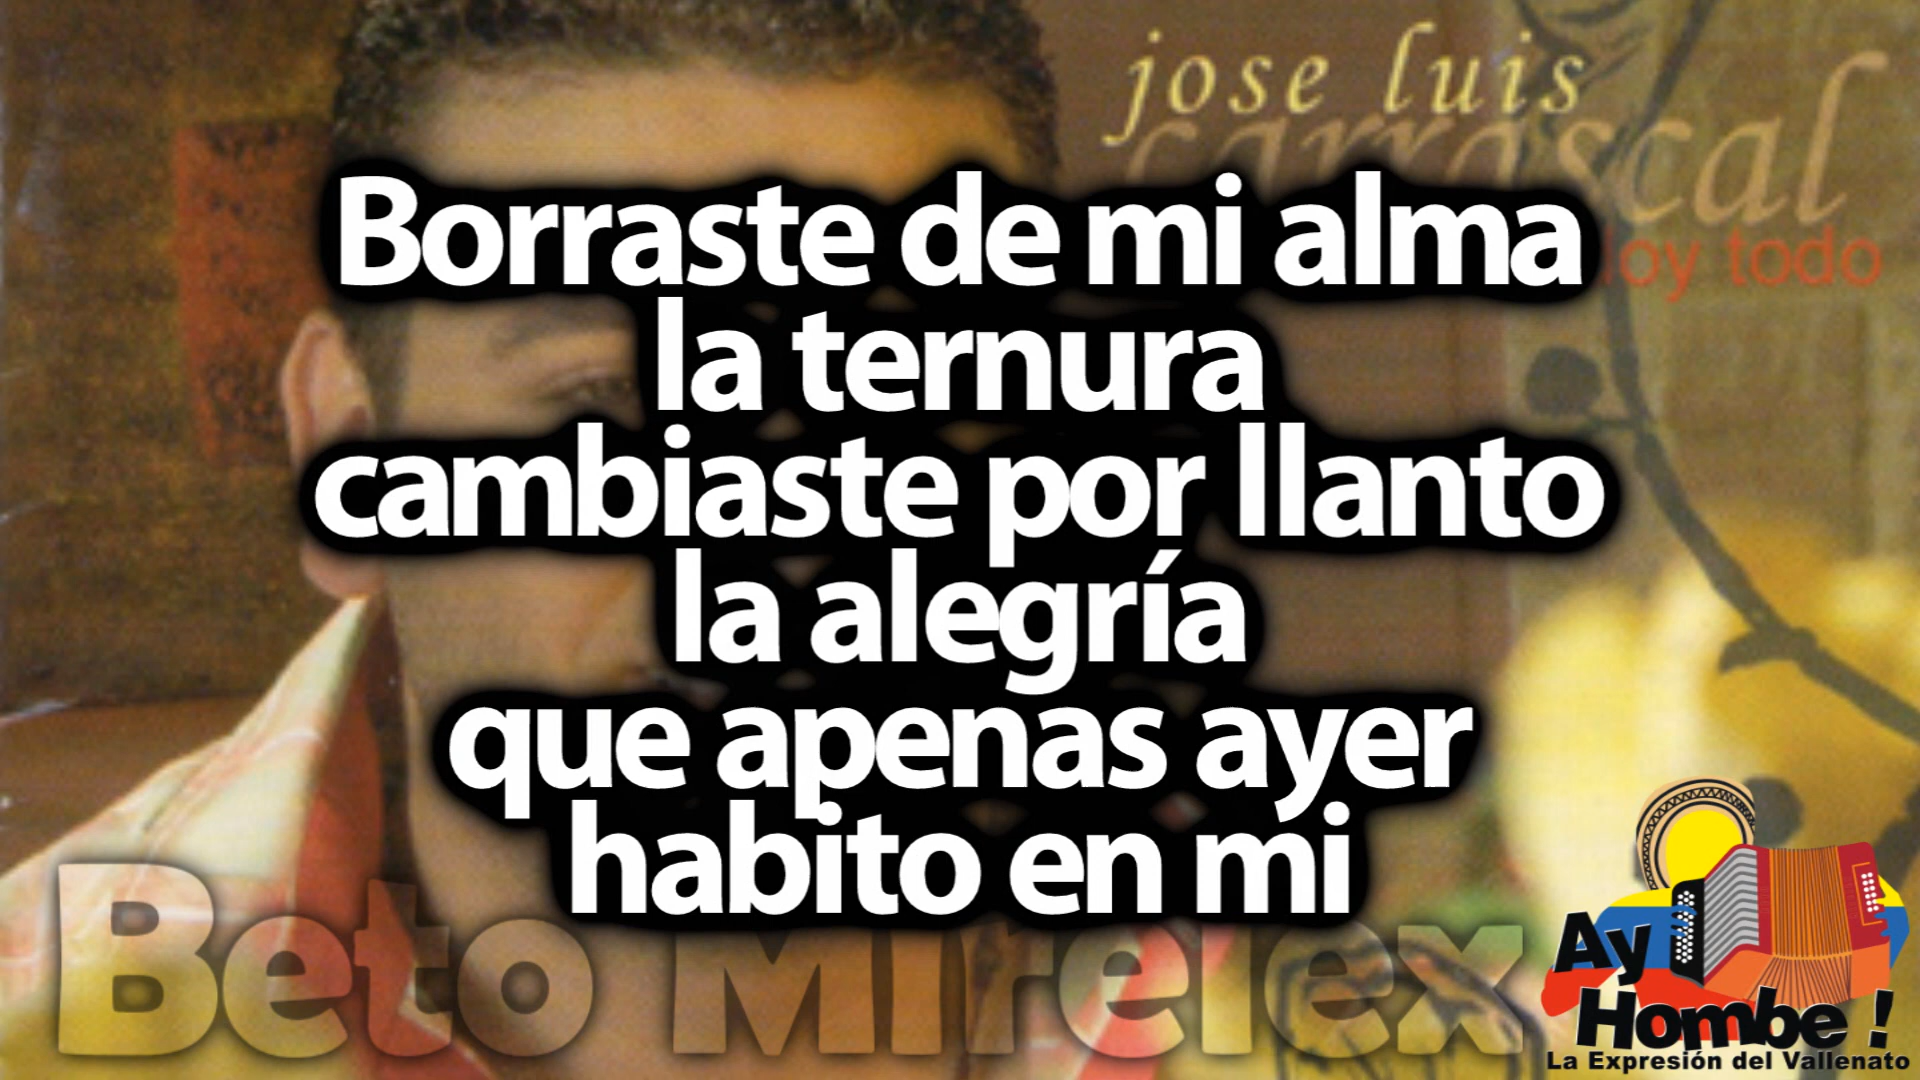 jose luis
carrascal
Hoy todo
Borraste de mi alma
la ternura
cambiaste por llanto
la alegría
que apenas ayer
habito en mi
Beto Mirelex
Ay
Hombe !
La Expresión del Vallenato